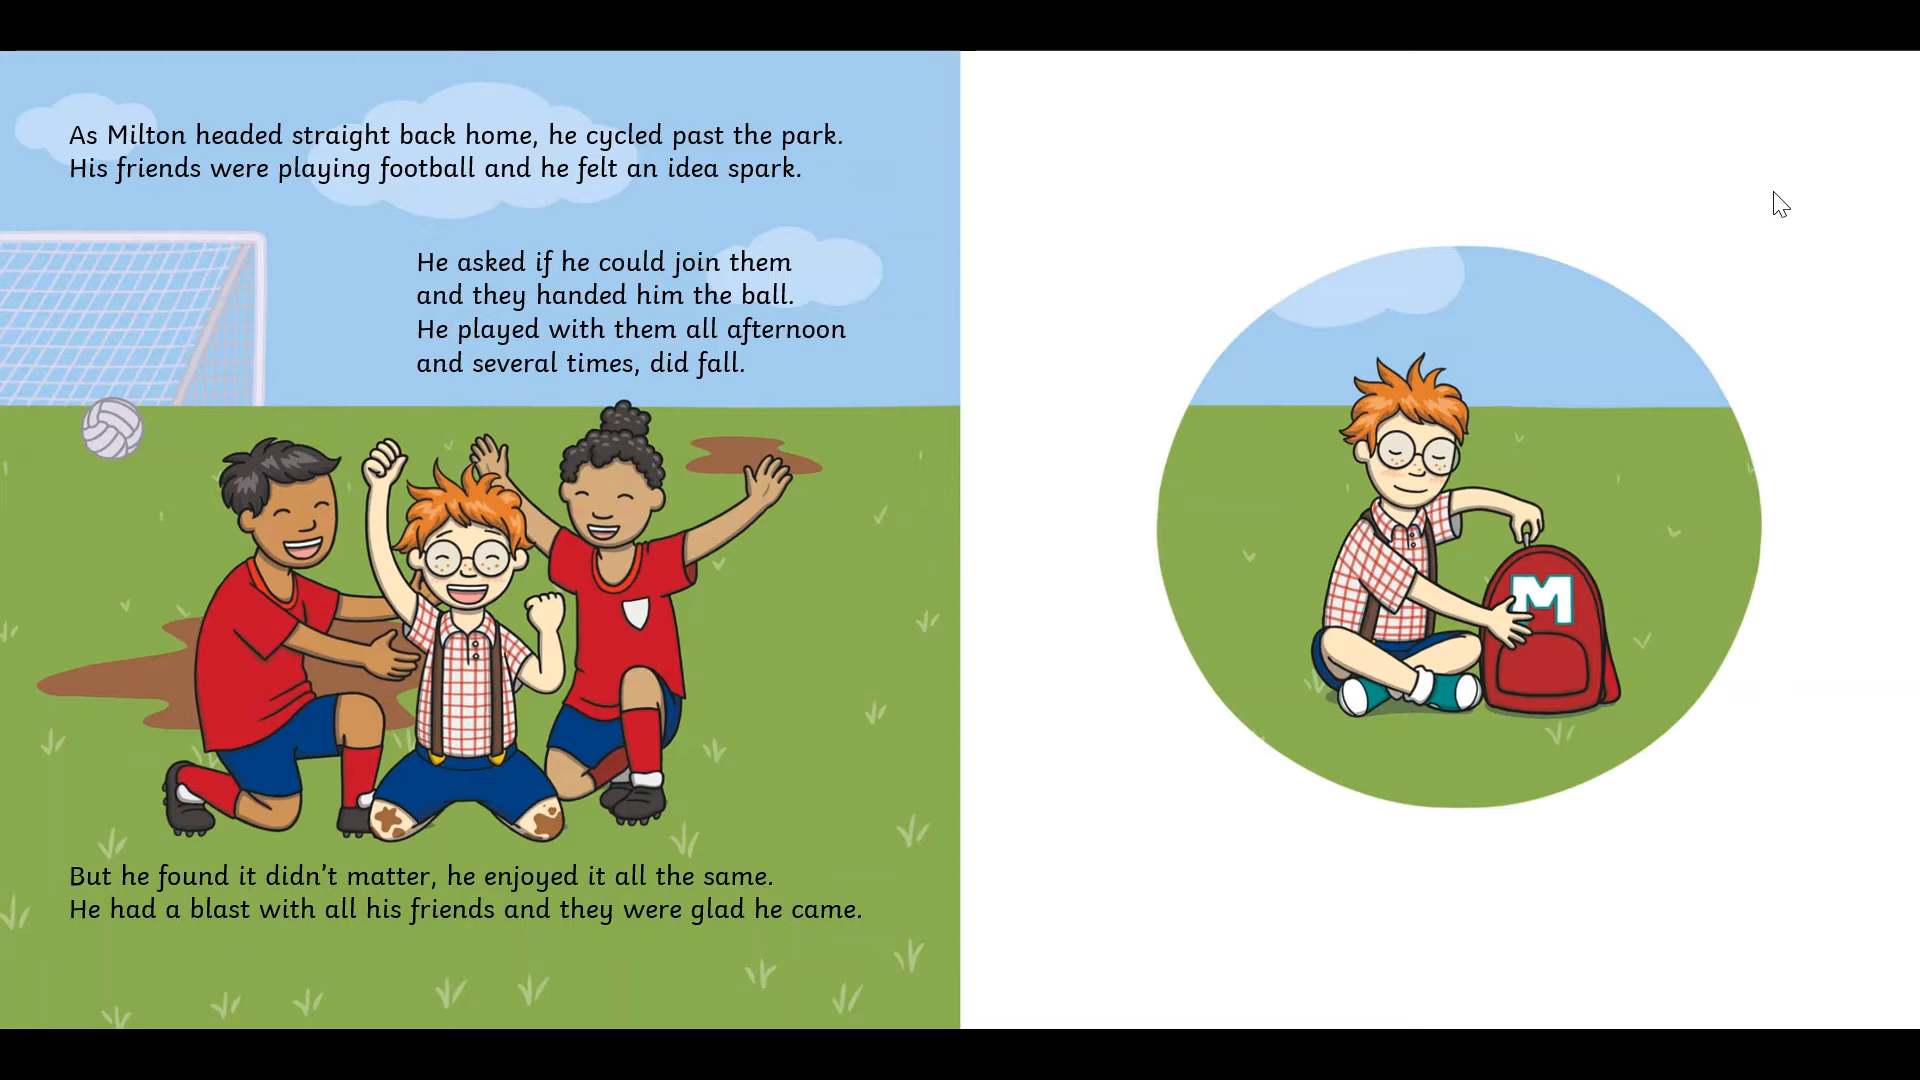 As Milton headed straight back home, he cycled past the park.
His friends were playing football and he felt an idea spark.
He asked if he could join them
and they handed him the ball.
He played with them all afternoon
and several times, did fall.
But he found it didn’t matter, he enjoyed it all the same.
He had a blast with all his friends and they were glad he came.
M